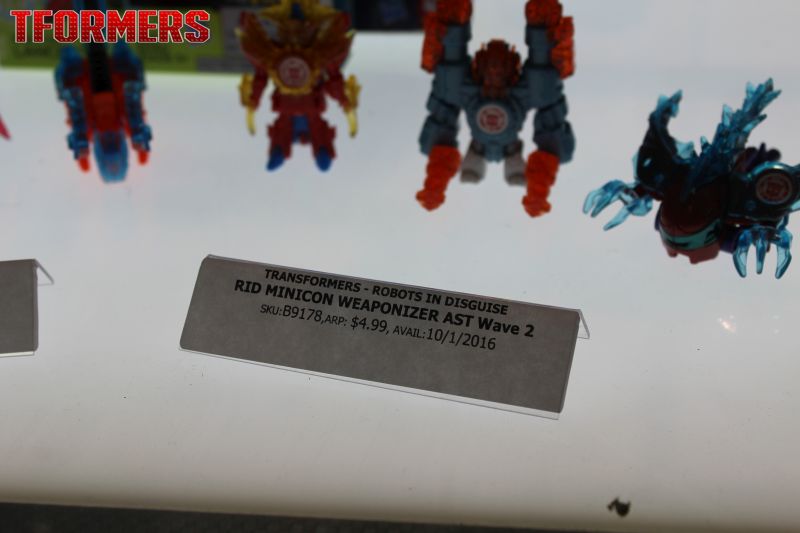 TFORMERS
TRANSFORMERS - ROBOTS IN DISGUISE
RID MINICON WEAPONIZER AST Wave 2
SKU:B9178,ARP: $4.99, AVAIL:10/1/2016